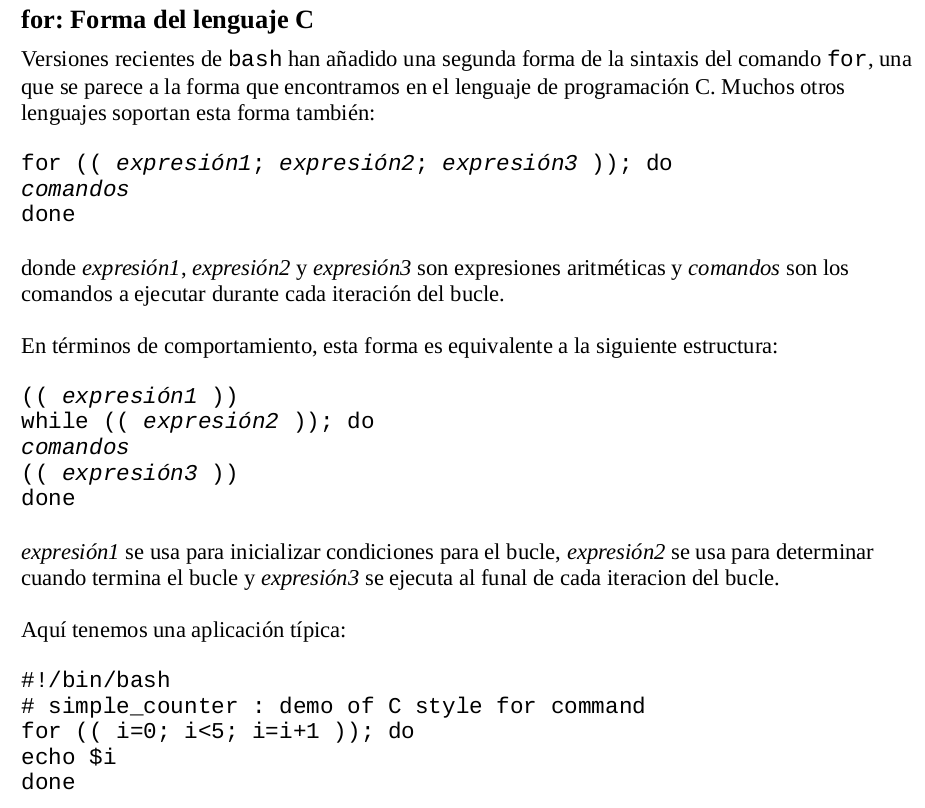 for: Forma del lenguaje C
Versiones recientes de bash han añadido una segunda forma de la sintaxis del comando for, una
que se parece a la forma que encontramos en el lenguaje de programación C. Muchos otros
lenguajes soportan esta forma también:
for (( expresión1; expresión2; expresión3 )); do
comandos
done
donde expresión1, expresión2 y expresión3 son expresiones aritméticas y comandos son los
comandos a ejecutar durante cada iteración del bucle.
En términos de comportamiento, esta forma es equivalente a la siguiente estructura:
(( expresión1 ))
while (( expresión2 )); do
comandos
(( expresión3 ))
done
expresión1 se usa para inicializar condiciones para el bucle, expresión2 se usa para determinar
cuando termina el bucle y expresión3 se ejecuta al funal de cada iteracion del bucle.
Aquí tenemos una aplicación típica:
#!/bin/bash
# simple_counter : demo of C style for command
for (( i=0; i<5; i=i+1 )); do
echo $i
done